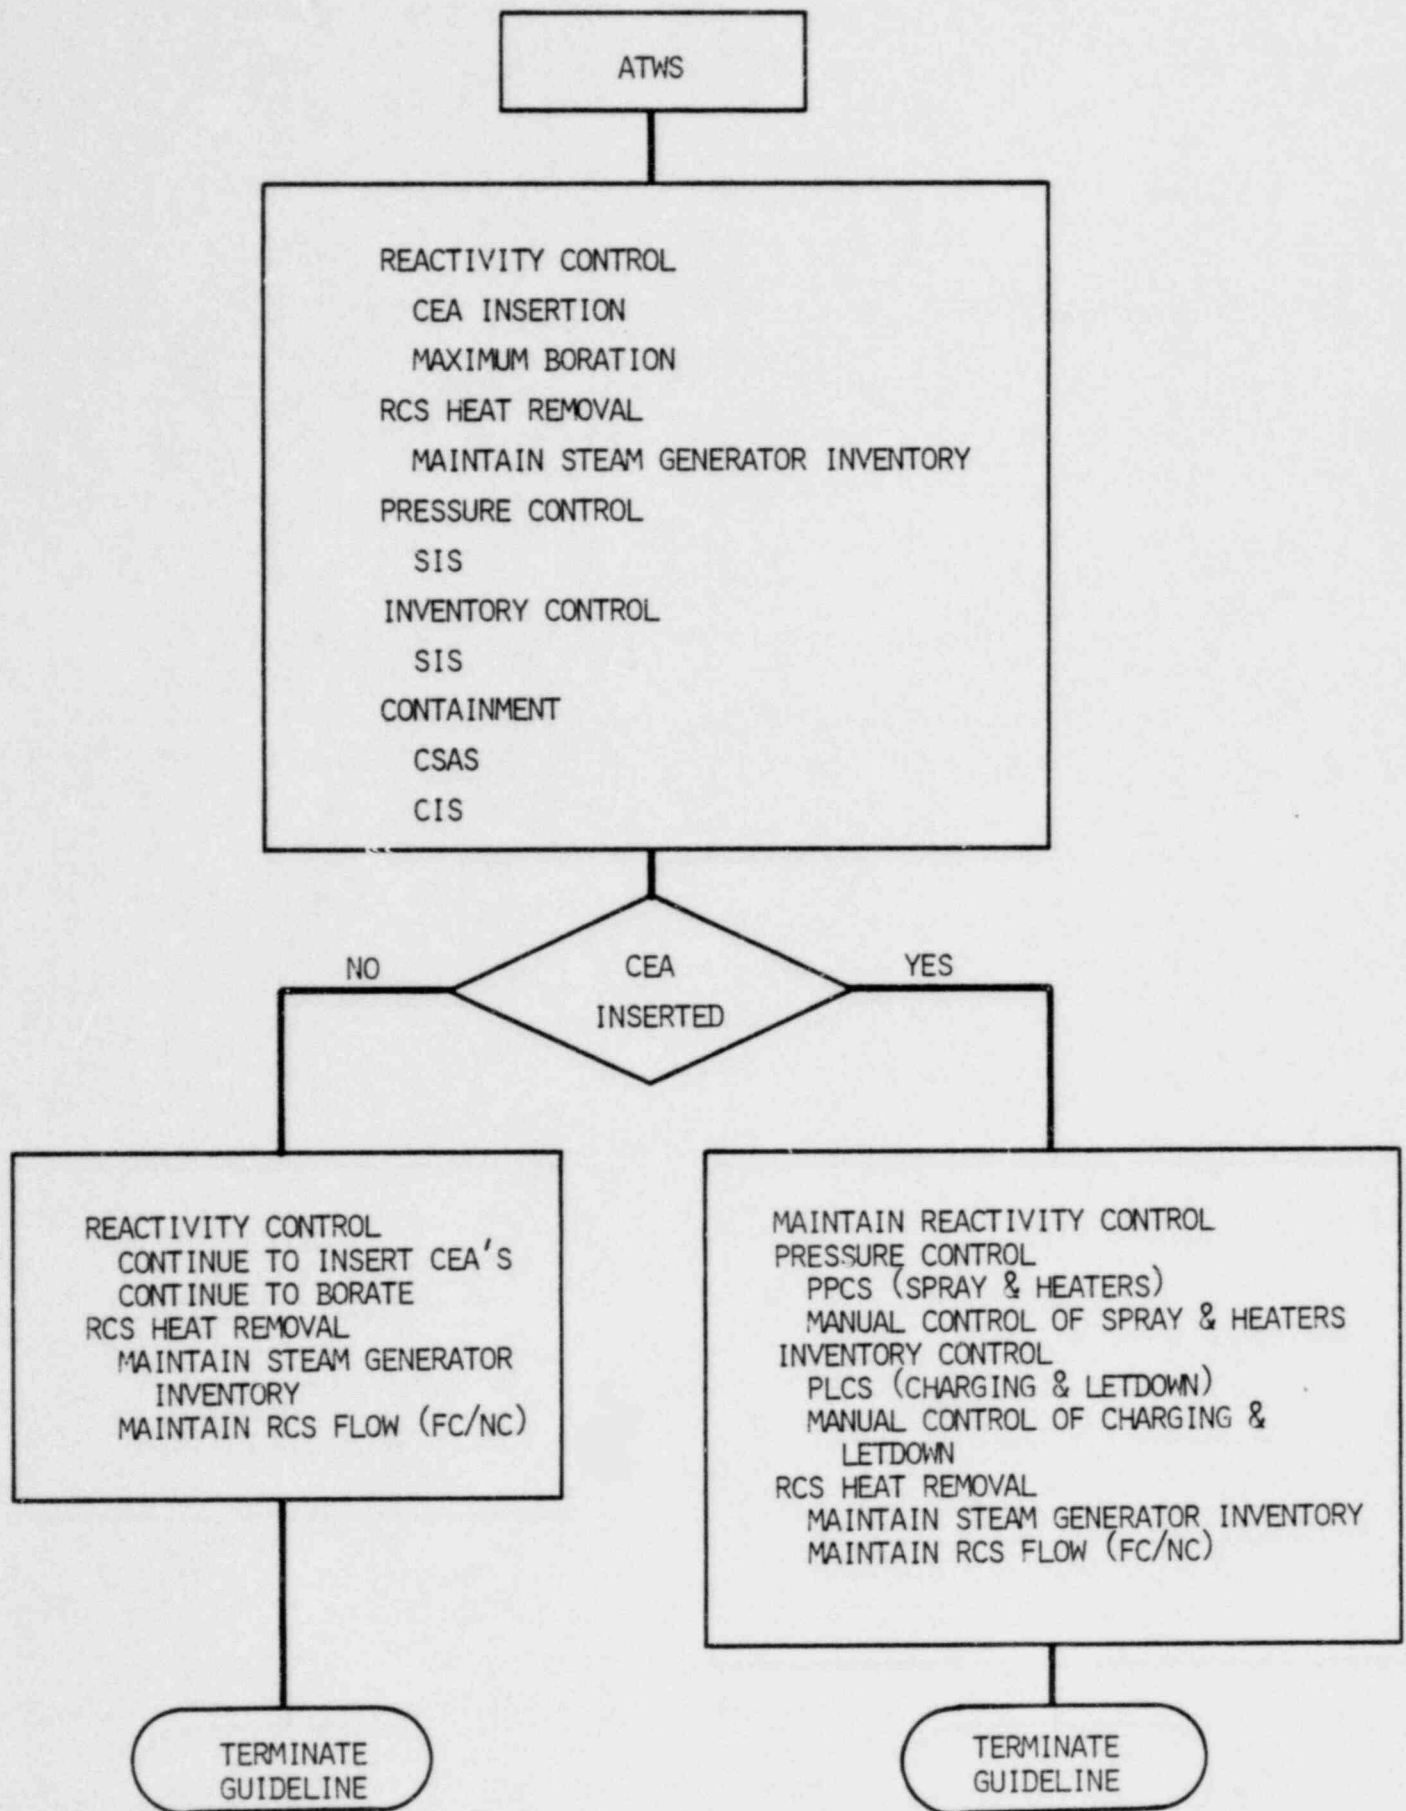 ATWS
REACTIVITY CONTROL
CEA INSERTION
MAXIMUM BORATION
RCS HEAT REMOVAL
MAINTAIN STEAM GENERATOR INVENTORY
PRESSURE CONTROL
SIS
INVENTORY CONTROL
SIS
CONTAINMENT
CSAS
CIS
NO
CEA
INSERTED
YES
REACTIVITY CONTROL
CONTINUE TO INSERT CEA'S
CONTINUE TO BORATE
RCS HEAT REMOVAL
MAINTAIN STEAM GENERATOR
INVENTORY
MAINTAIN RCS FLOW (FC/NC)
MAINTAIN REACTIVITY CONTROL
PRESSURE CONTROL
PPCS (SPRAY & HEATERS)
MANUAL CONTROL OF SPRAY & HEATERS
INVENTORY CONTROL
PLCS (CHARGING & LETDOWN)
MANUAL CONTROL OF CHARGING &
LETDOWN
RCS HEAT REMOVAL
MAINTAIN STEAM GENERATOR INVENTORY
MAINTAIN RCS FLOW (FC/NC)
TERMINATE
GUIDELINE
TERMINATE
GUIDELINE